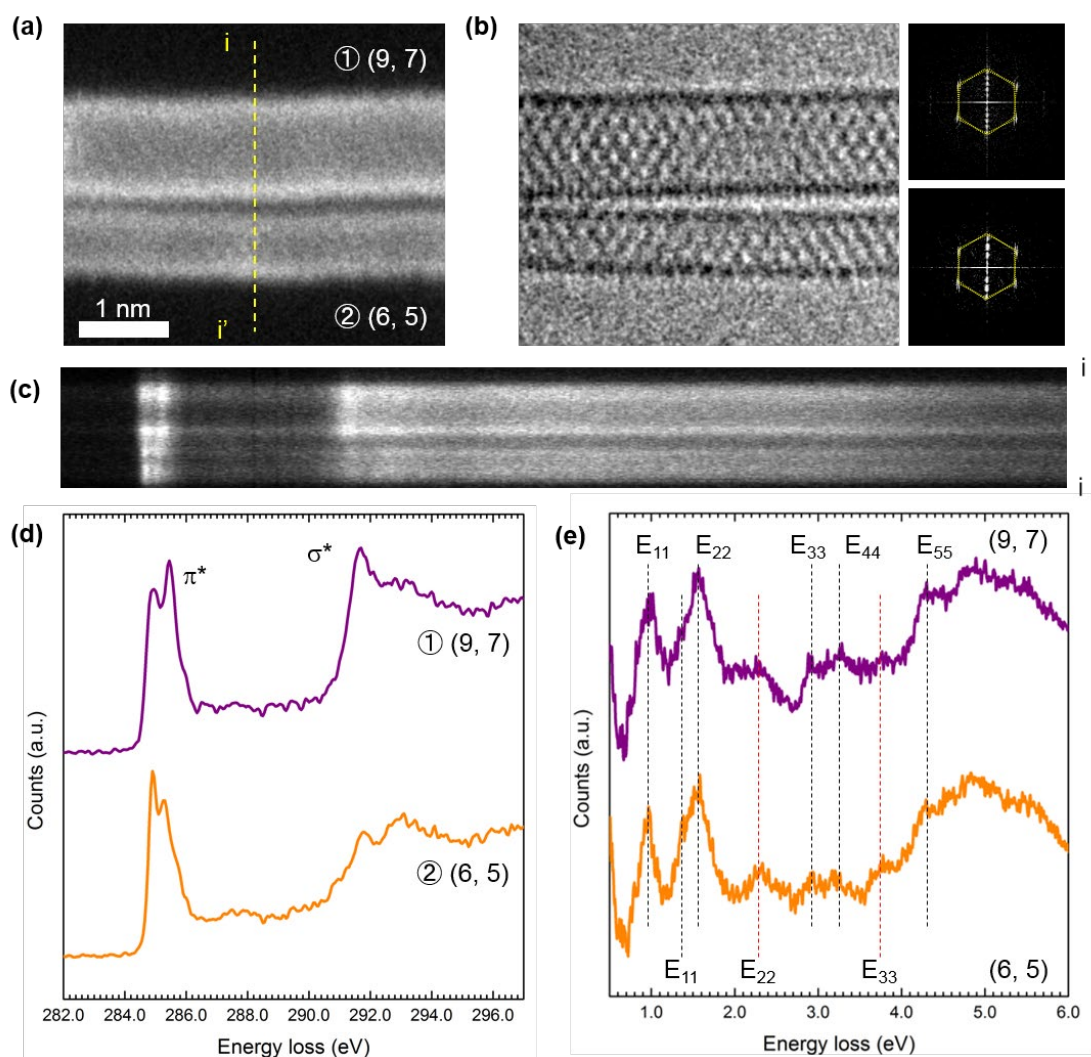 (a)
i
① (9, 7)
1 nm
i’
② (6, 5)
(b)
(c)
i
i
(d)
π*
σ*
① (9, 7)
② (6, 5)
Counts (a.u.)
282.0 284.0 286.0 288.0 290.0 292.0 294.0 296.0
Energy loss (eV)
(e)
E₁₁ E₂₂ E₃₃ E₄₄ E₅₅
(9, 7)
Counts (a.u.)
E₁₁ E₂₂ E₃₃
(6, 5)
1.0 2.0 3.0 4.0 5.0 6.0
Energy loss (eV)